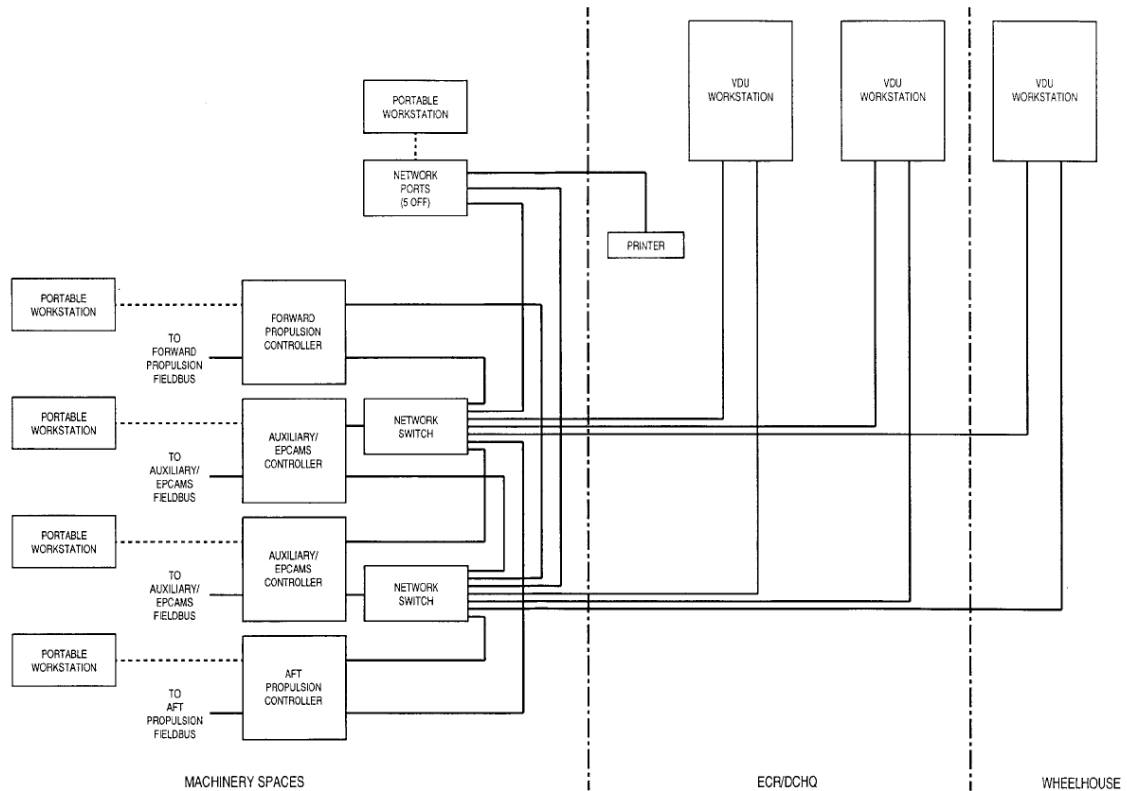 VDU
WORKSTATION
VDU
WORKSTATION
VDU
WORKSTATION
PORTABLE
WORKSTATION
NETWORK
PORTS
(5 OFF)
PRINTER
PORTABLE
WORKSTATION
FORWARD
PROPULSION
CONTROLLER
TO
FORWARD
PROPULSION
FIELDBUS
PORTABLE
WORKSTATION
AUXILIARY/
EPCAMS
CONTROLLER
NETWORK
SWITCH
TO
AUXILIARY/
EPCAMS
FIELDBUS
PORTABLE
WORKSTATION
AUXILIARY/
EPCAMS
CONTROLLER
NETWORK
SWITCH
TO
AUXILIARY/
EPCAMS
FIELDBUS
PORTABLE
WORKSTATION
AFT
PROPULSION
CONTROLLER
TO
AFT
PROPULSION
FIELDBUS
MACHINERY SPACES
ECR/DCHQ
WHEELHOUSE